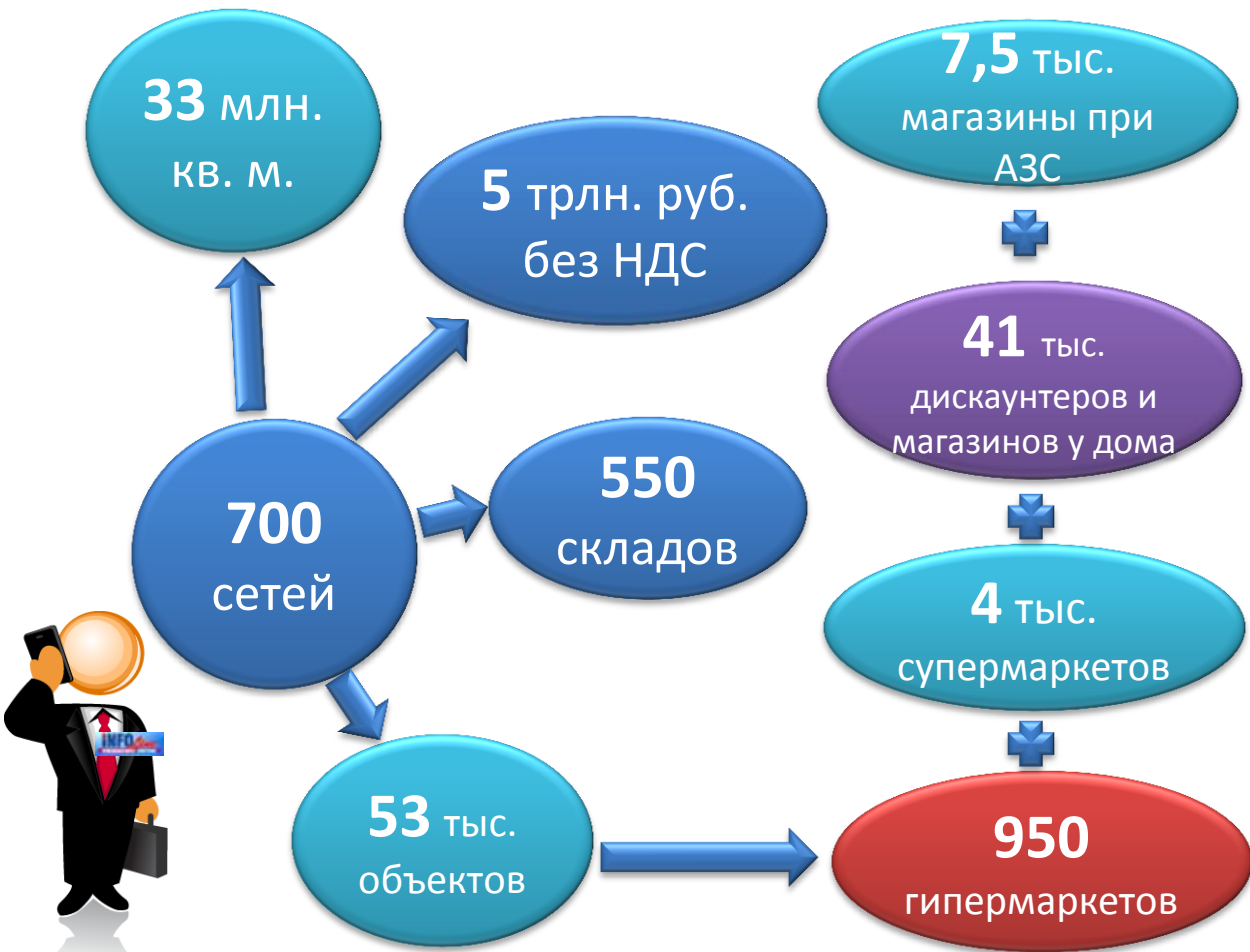 33 млн.
кв. м.
5 трлн. руб.
без НДС
700
сетей
550
складов
53 тыс.
объектов
7,5 тыс.
магазины при
АЗС
41 тыс.
дискаунтеров и
магазинов у дома
4 тыс.
супермаркетов
950
гипермаркетов
INFOLine